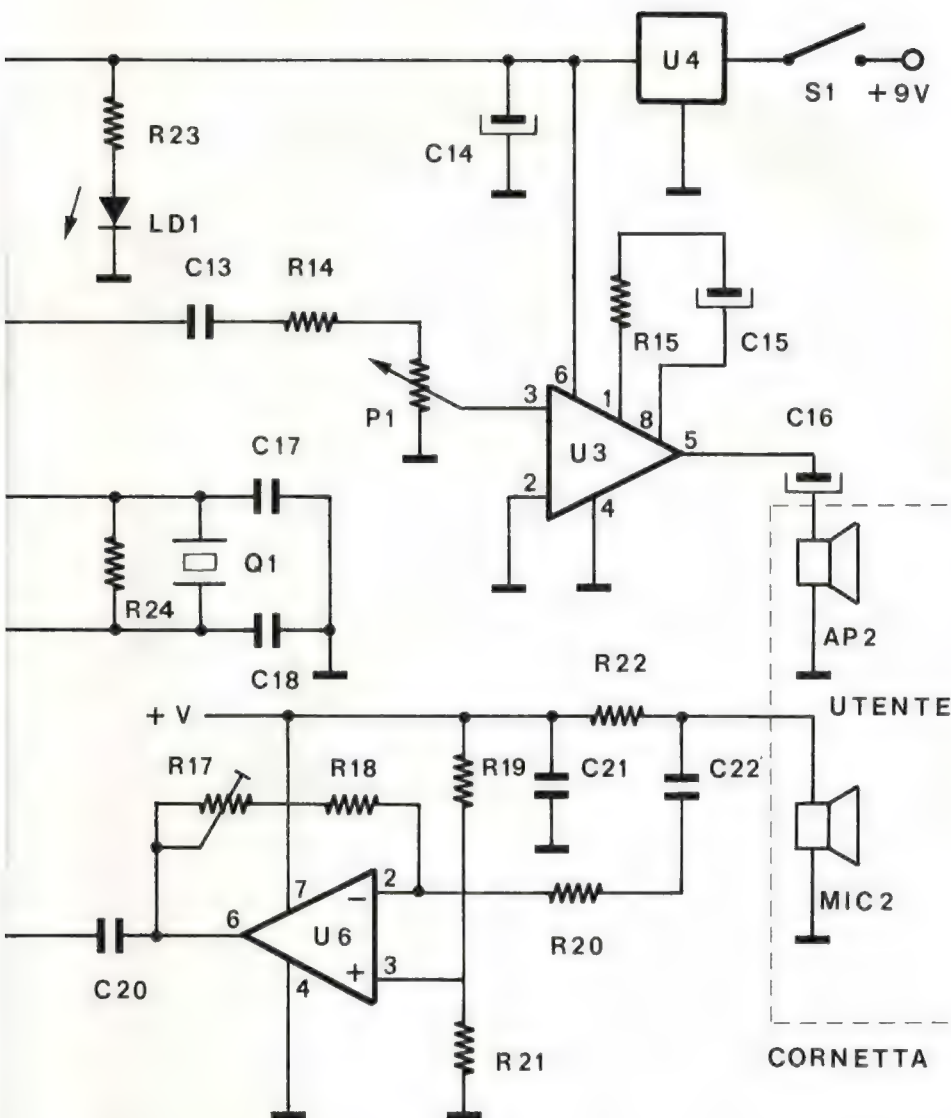 U4
S1 +9V
R23
C14
LD1
C13 R14
R15 C15
P1
3 6 1 8 5
U3
2 4
C16
C17
Q1
R24
C18
AP2
R22
UTENTE
+ V
R17 R18 R19 C21 C22
7 2
6 U6 −
+ 3
4
MIC2
R20
C20
R21
CORNETTA